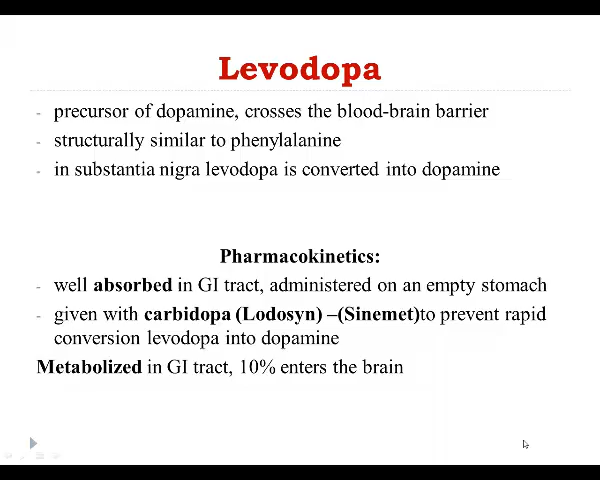 Levodopa
- precursor of dopamine, crosses the blood-brain barrier
- structurally similar to phenylalanine
- in substantia nigra levodopa is converted into dopamine
Pharmacokinetics:
- well absorbed in GI tract, administered on an empty stomach
- given with carbidopa (Lodosyn) –(Sinemet)to prevent rapid
conversion levodopa into dopamine
Metabolized in GI tract, 10% enters the brain